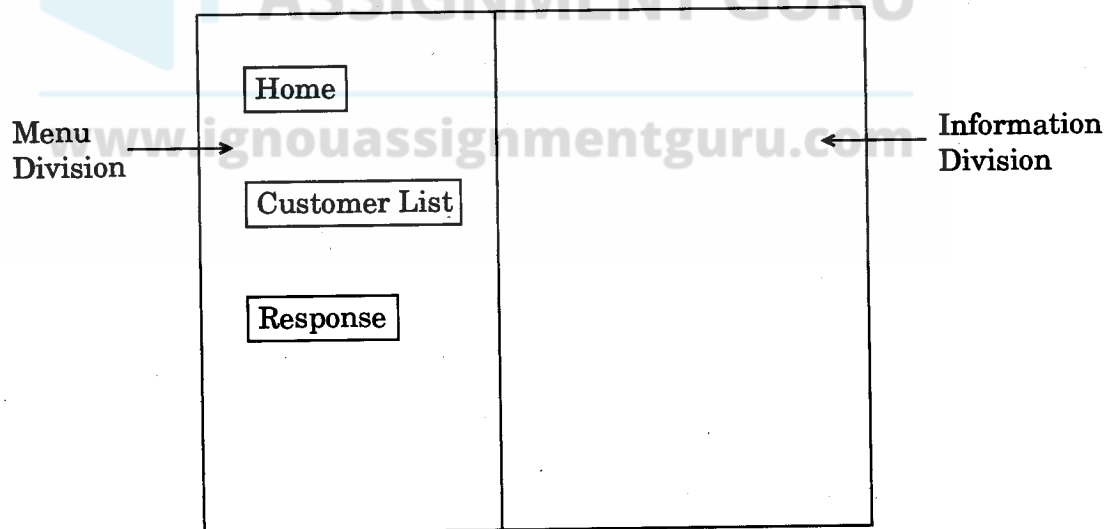 ASSIGNMENT GURU
Home
Menu
Division
www.ignouassignmentguru.com
Information
Division
Customer List
Response